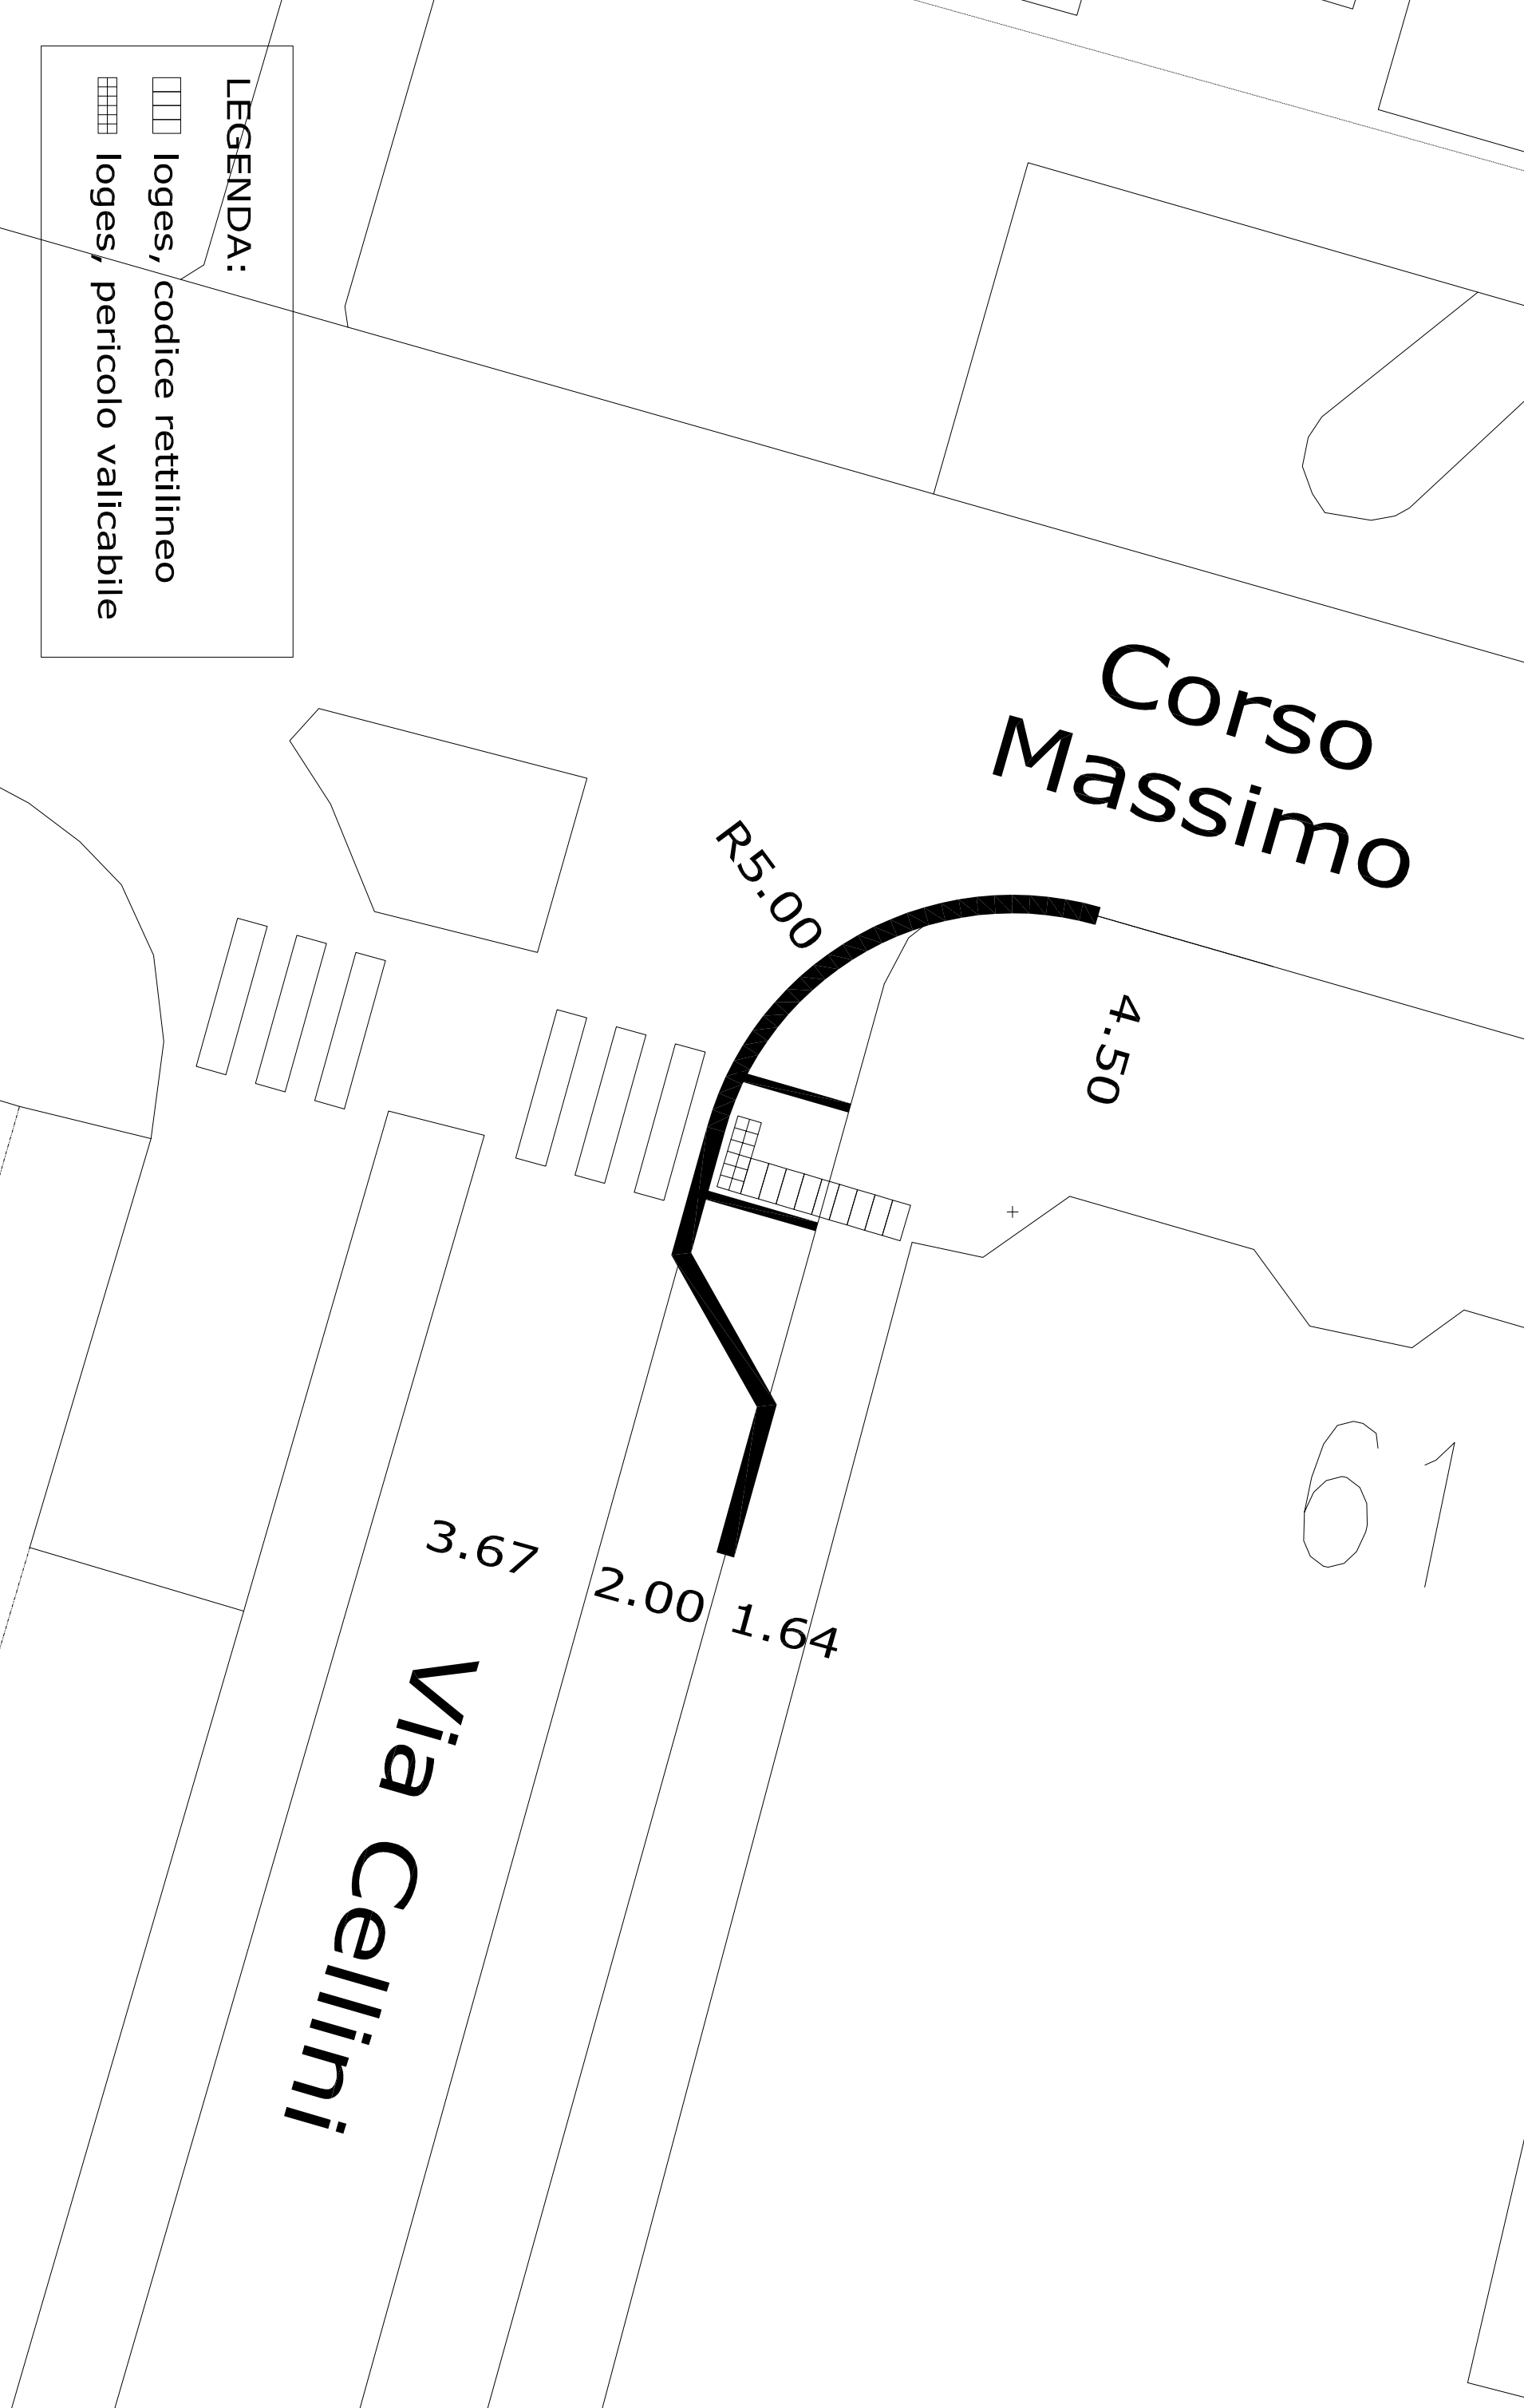 LEGENDA:
loges, codice rettilineo
loges, pericolo valicabile
Corso
Massimo
R5.00
4.50
61
3.67
2.00
1.64
Via Cellini